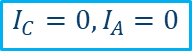 I_C = 0, I_A = 0